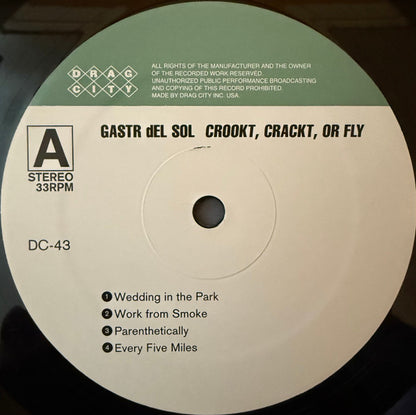 DRAG
CITY
ALL RIGHTS OF THE MANUFACTURER AND THE OWNER
OF THE RECORDED WORK RESERVED.
UNAUTHORIZED PUBLIC PERFORMANCE BROADCASTING
AND COPYING OF THIS RECORD PROHIBITED.
MADE BY DRAG CITY INC. USA.
GASTR dEL SOL CROOKT, CRACKT, OR FLY
A
STEREO
33RPM
DC-43
1 Wedding in the Park
2 Work from Smoke
3 Parenthetically
4 Every Five Miles